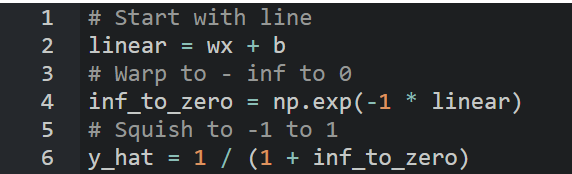 1 # Start with line
2 linear = wx + b
3 # Warp to - inf to 0
4 inf_to_zero = np.exp(-1 * linear)
5 # Squish to -1 to 1
6 y_hat = 1 / (1 + inf_to_zero)